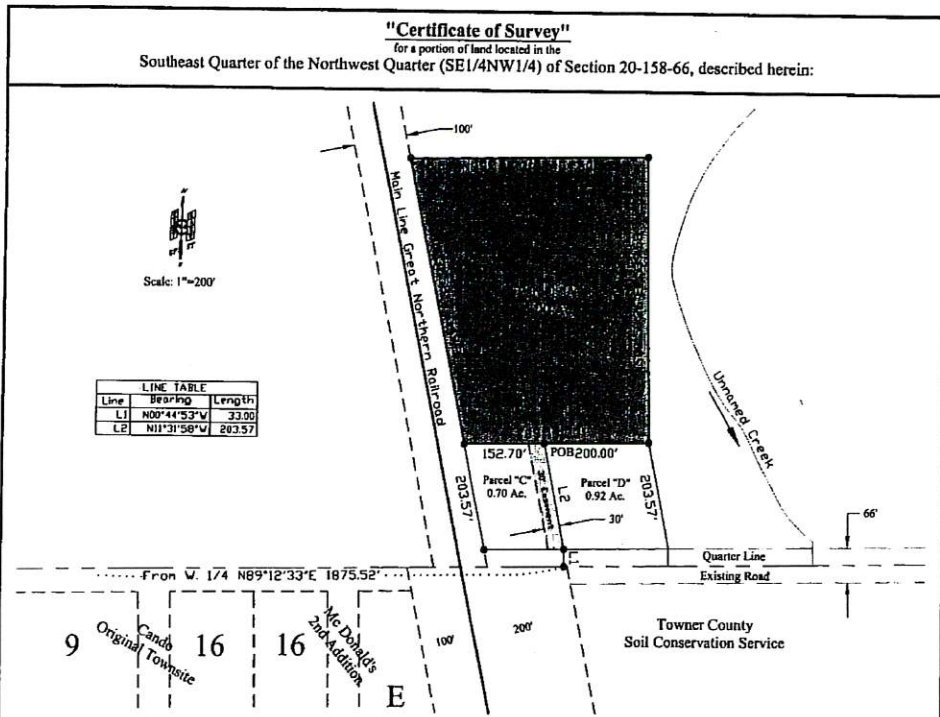 "Certificate of Survey"
for a portion of land located in the
Southeast Quarter of the Northwest Quarter (SE1/4NW1/4) of Section 20-158-66, described herein:
100'
Main Line Great Northern Railroad
Scale: 1"=200'
LINE TABLE
Line Bearing Length
L1 N00°44'53"W 33.00
L2 N11°31'58"W 203.57
Unnamed Creek
152.70' POB 200.00'
203.57'
Parcel "C"
0.70 Ac.
30' Easment
L2
Parcel "D"
0.92 Ac.
203.57'
30'
66'
L1
Quarter Line
From W. 1/4 N89°12'33"E 1875.52'
Existing Road
9
Cando
Original Townsite
16
16
Mc Donald's
2nd Addition
E
100'
200'
Towner County
Soil Conservation Service